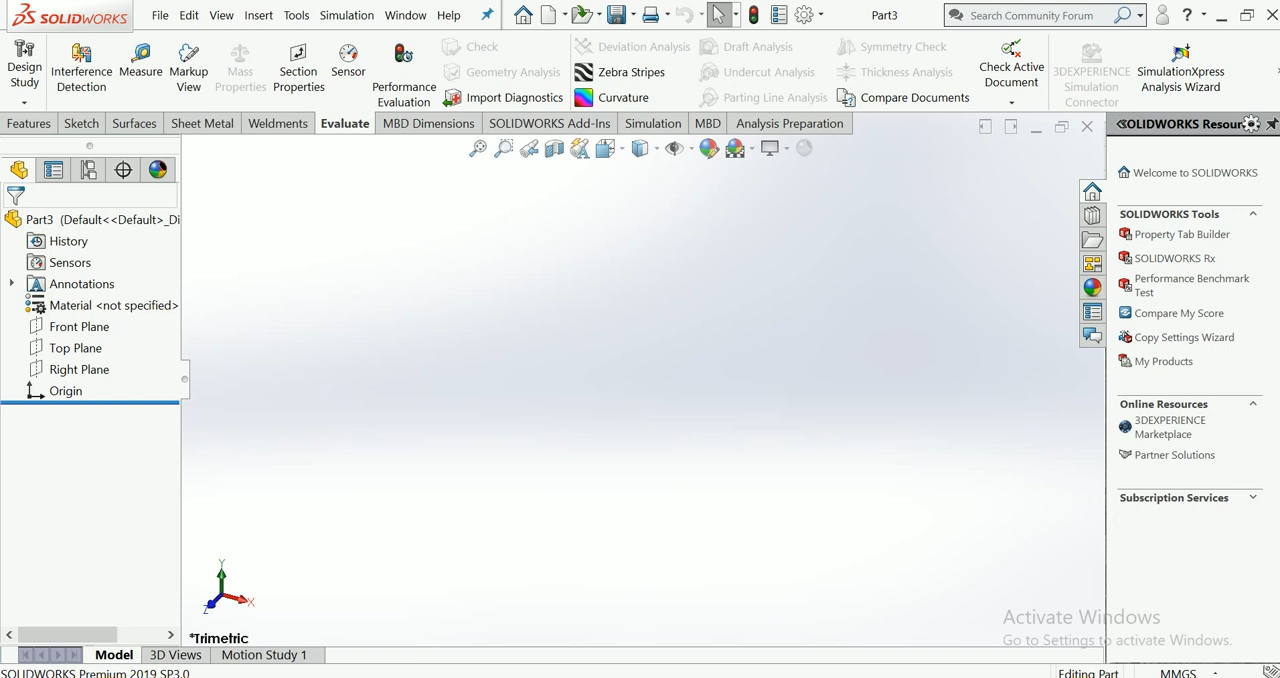 SOLIDWORKS File Edit View Insert Tools Simulation Window Help Part3 Search Community Forum ?
Design Study
Interference Detection
Measure
Markup View
Mass Properties
Section Properties
Sensor
Performance Evaluation
Check
Geometry Analysis
Import Diagnostics
Deviation Analysis
Zebra Stripes
Curvature
Draft Analysis
Undercut Analysis
Parting Line Analysis
Symmetry Check
Thickness Analysis
Compare Documents
Check Active Document
3DEXPERIENCE Simulation Connector
SimulationXpress Analysis Wizard
Features Sketch Surfaces Sheet Metal Weldments Evaluate MBD Dimensions SOLIDWORKS Add-Ins Simulation MBD Analysis Preparation
Part3 (Default<<Default>_Di
History
Sensors
Annotations
Material <not specified>
Front Plane
Top Plane
Right Plane
Origin
Y
X
Z
*Trimetric
SOLIDWORKS Resour
Welcome to SOLIDWORKS
SOLIDWORKS Tools
Property Tab Builder
SOLIDWORKS Rx
Performance Benchmark
Test
Compare My Score
Copy Settings Wizard
My Products
Online Resources
3DEXPERIENCE
Marketplace
Partner Solutions
Subscription Services
Activate Windows
Go to Settings to activate Windows.
Model 3D Views Motion Study 1
SOLIDWORKS Premium 2019 SP3.0 Editing Part MMGS